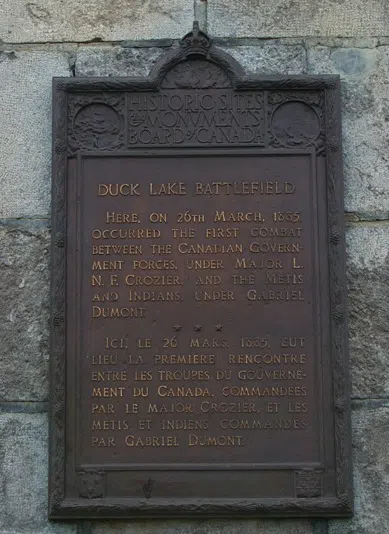 HISTORIC SITES
& MONUMENTS
BOARD OF CANADA
DUCK LAKE BATTLEFIELD
HERE, ON 26TH MARCH, 1885,
OCCURRED THE FIRST COMBAT
BETWEEN THE CANADIAN GOVERN-
MENT FORCES, UNDER MAJOR L.
N. F. CROZIER, AND THE METIS
AND INDIANS, UNDER GABRIEL
DUMONT.
ICI, LE 26 MARS, 1885, EUT
LIEU LA PREMIERE RENCONTRE
ENTRE LES TROUPES DU GOUVERNE-
MENT DU CANADA, COMMANDEES
PAR LE MAJOR CROZIER, ET LES
METIS ET INDIENS COMMANDES
PAR GABRIEL DUMONT.